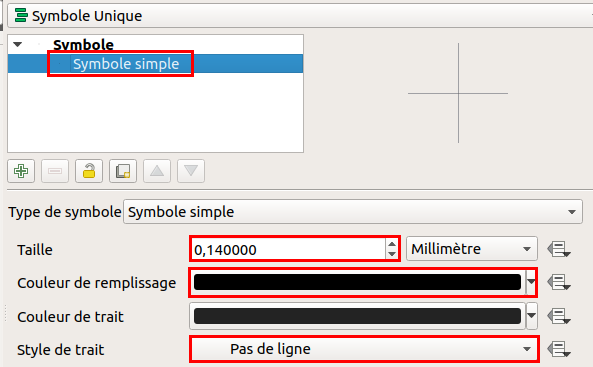 Symbole Unique
Symbole
Symbole simple
Type de symbole Symbole simple
Taille 0,140000 Millimètre
Couleur de remplissage
Couleur de trait
Style de trait Pas de ligne